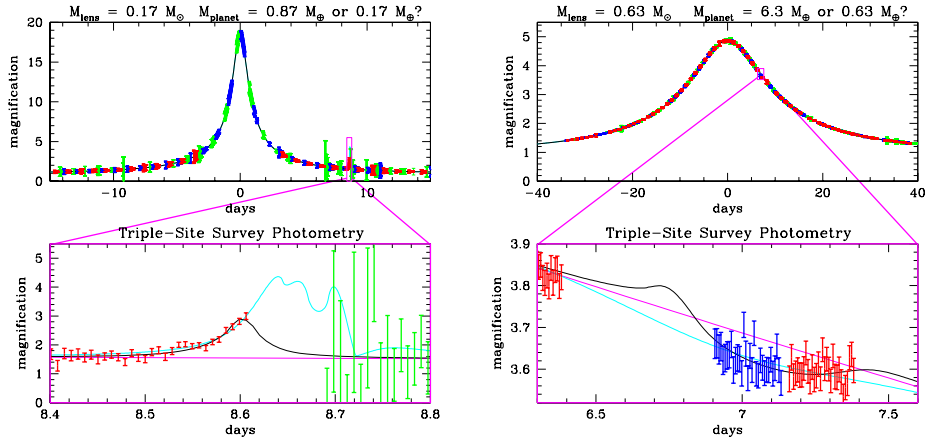 M_lens = 0.17 M_⊙ M_planet = 0.87 M_⊕ or 0.17 M_⊕?
20
15
10
5
0
magnification
−10 0 10
days
M_lens = 0.63 M_⊙ M_planet = 6.3 M_⊕ or 0.63 M_⊕?
5
4
3
2
1
0
magnification
−40 −20 0 20 40
days
Triple−Site Survey Photometry
5
4
3
2
1
0
magnification
8.4 8.5 8.6 8.7 8.8
days
Triple−Site Survey Photometry
3.9
3.8
3.7
3.6
magnification
6.5 7 7.5
days